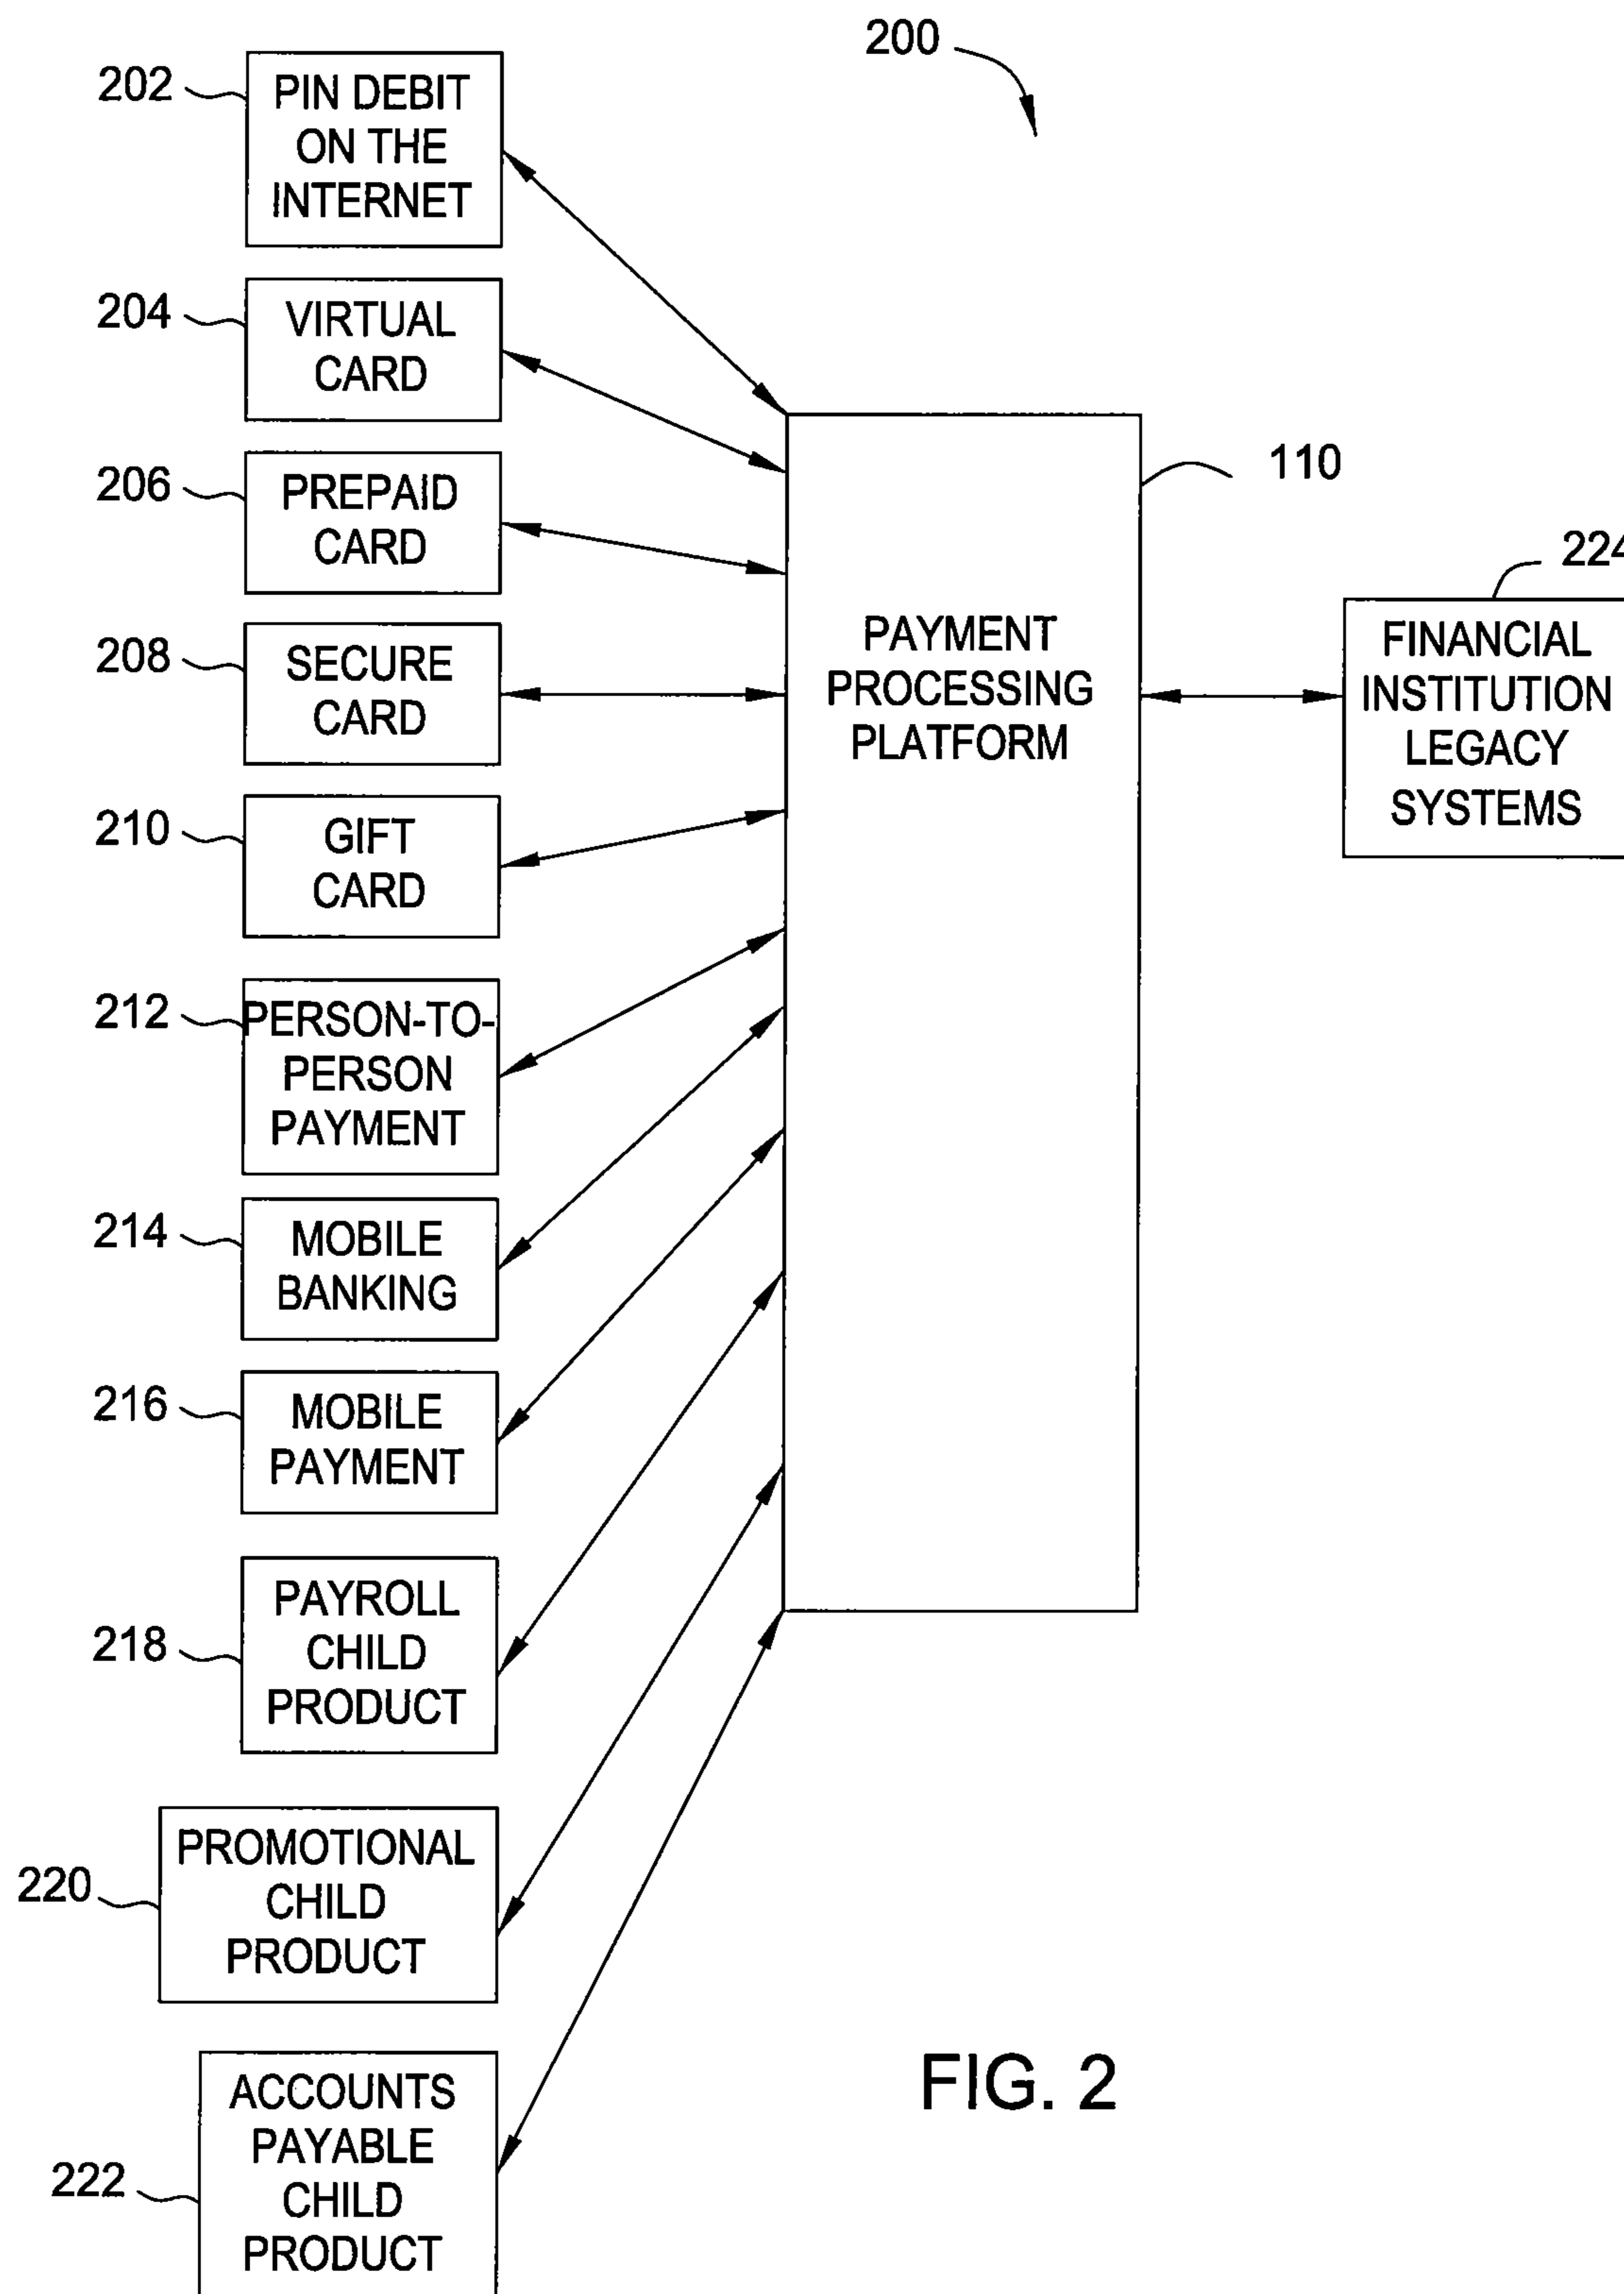 200
202
PIN DEBIT
ON THE
INTERNET
204
VIRTUAL
CARD
206
PREPAID
CARD
208
SECURE
CARD
210
GIFT
CARD
212
PERSON-TO-
PERSON
PAYMENT
214
MOBILE
BANKING
216
MOBILE
PAYMENT
218
PAYROLL
CHILD
PRODUCT
220
PROMOTIONAL
CHILD
PRODUCT
222
ACCOUNTS
PAYABLE
CHILD
PRODUCT
110
PAYMENT
PROCESSING
PLATFORM
224
FINANCIAL
INSTITUTION
LEGACY
SYSTEMS
FIG. 2